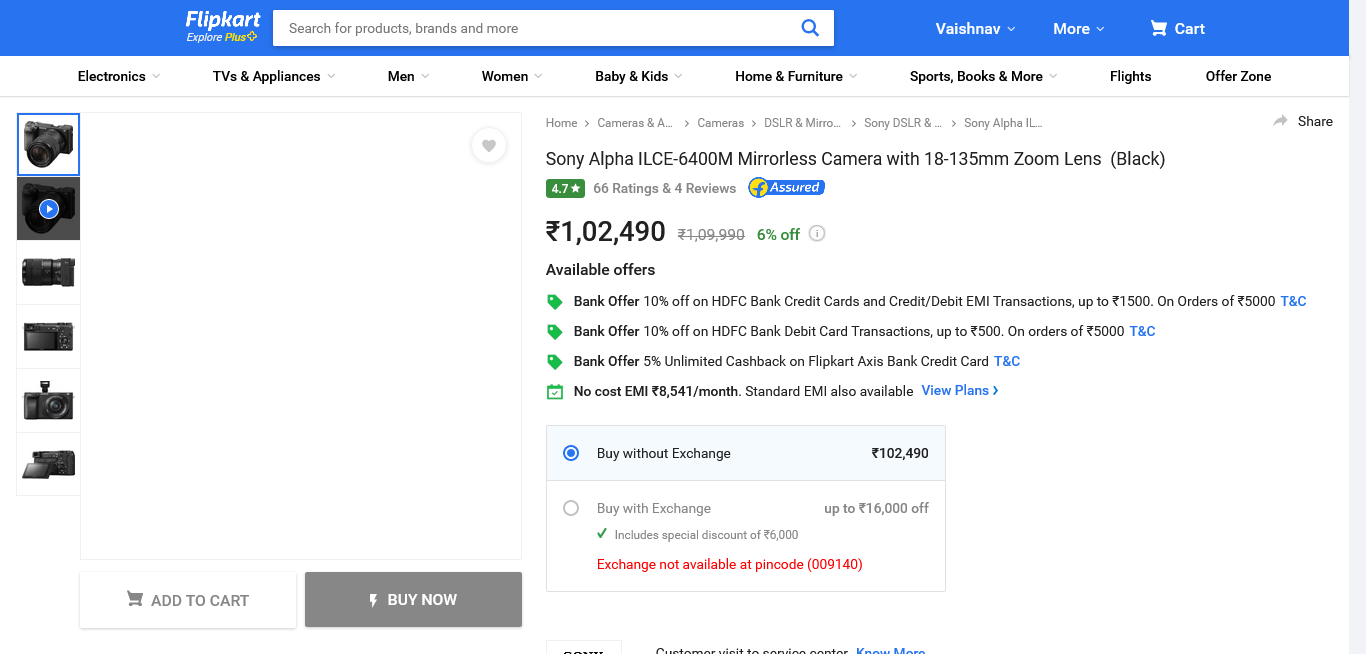 Flipkart
Explore Plus
Search for products, brands and more
Vaishnav
More
Cart
Electronics
TVs & Appliances
Men
Women
Baby & Kids
Home & Furniture
Sports, Books & More
Flights
Offer Zone
Home
Cameras & A...
Cameras
DSLR & Mirro...
Sony DSLR & ...
Sony Alpha IL...
Share
Sony Alpha ILCE-6400M Mirrorless Camera with 18-135mm Zoom Lens (Black)
4.7 ★ 66 Ratings & 4 Reviews Assured
₹1,02,490 ₹1,09,990 6% off
Available offers
Bank Offer 10% off on HDFC Bank Credit Cards and Credit/Debit EMI Transactions, up to ₹1500. On Orders of ₹5000 T&C
Bank Offer 10% off on HDFC Bank Debit Card Transactions, up to ₹500. On orders of ₹5000 T&C
Bank Offer 5% Unlimited Cashback on Flipkart Axis Bank Credit Card T&C
No cost EMI ₹8,541/month. Standard EMI also available View Plans
Buy without Exchange ₹102,490
Buy with Exchange up to ₹16,000 off
Includes special discount of ₹6,000
Exchange not available at pincode (009140)
ADD TO CART
BUY NOW
SONY
Customer visit to service center Know More